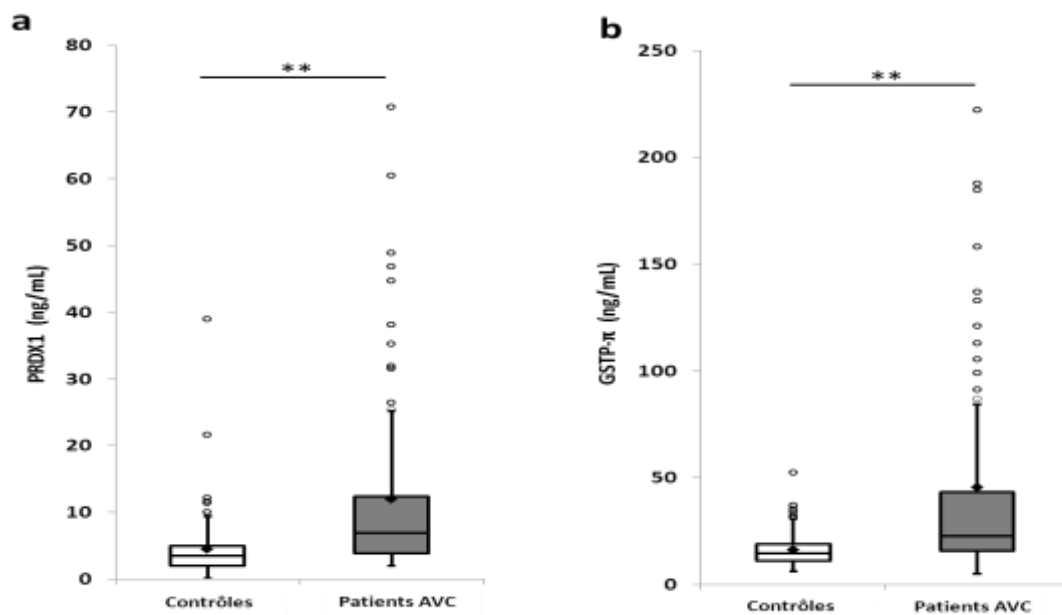 a
80
70
60
50
40
30
20
10
0
PRDX1 (ng/mL)
**
Contrôles
Patients AVC
b
250
200
150
100
50
0
GSTP-π (ng/mL)
**
Contrôles
Patients AVC